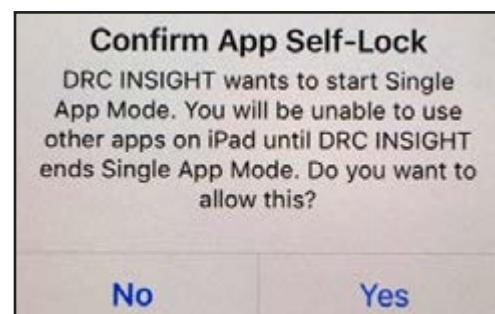 Confirm App Self-Lock
DRC INSIGHT wants to start Single
App Mode. You will be unable to use
other apps on iPad until DRC INSIGHT
ends Single App Mode. Do you want to
allow this?
No Yes